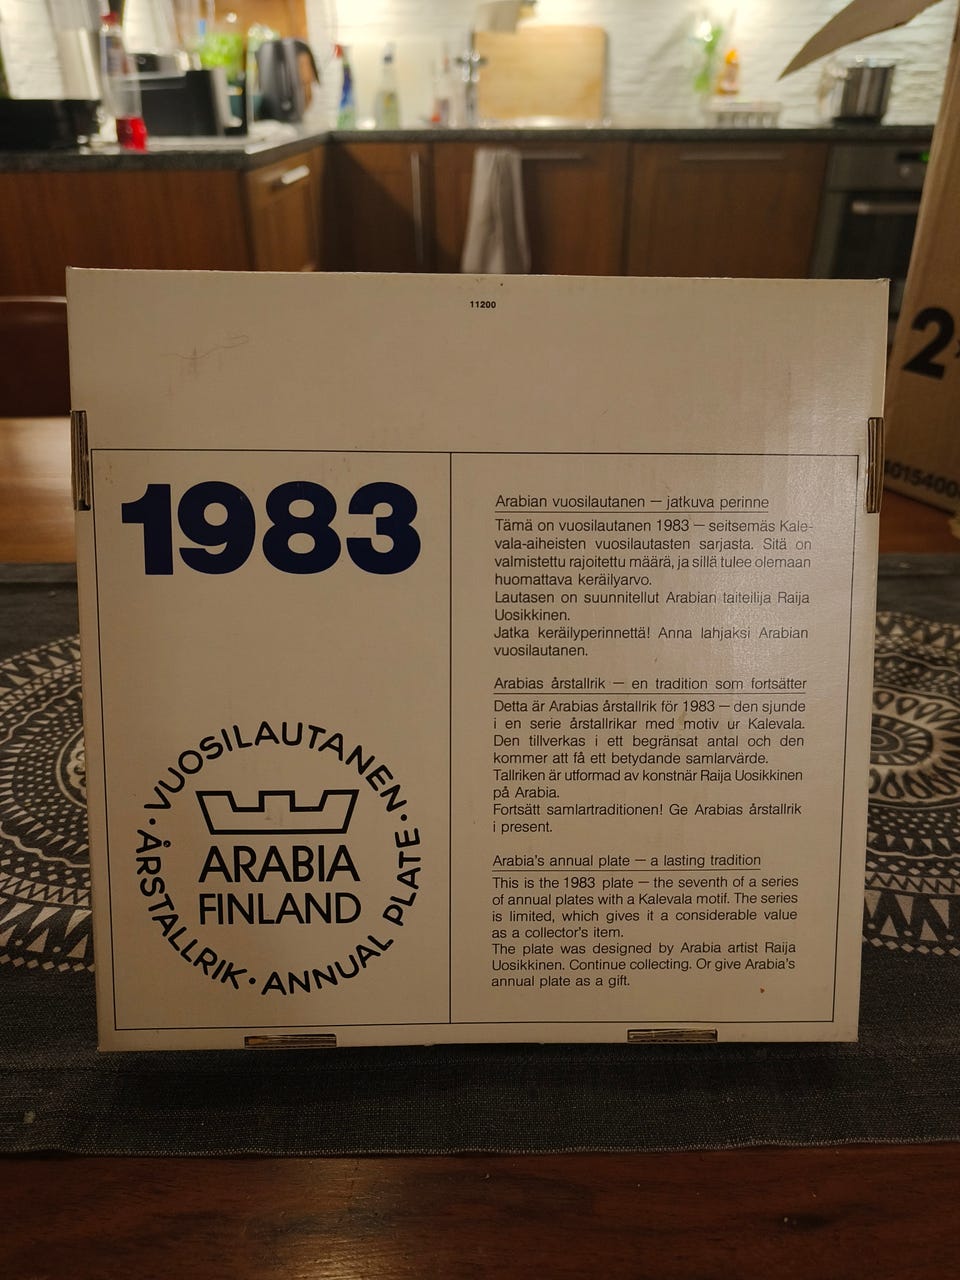 11200
1983
VUOSILAUTANEN · ANNUAL PLATE · ÅRSTALLRIK ·
ARABIA
FINLAND
Arabian vuosilautanen — jatkuva perinne
Tämä on vuosilautanen 1983 — seitsemäs Kale-
vala-aiheisten vuosilautasten sarjasta. Sitä on
valmistettu rajoitettu määrä, ja sillä tulee olemaan
huomattava keräilyarvo.
Lautasen on suunnitellut Arabian taiteilija Raija
Uosikkinen.
Jatka keräilyperinnettä! Anna lahjaksi Arabian
vuosilautanen.
Arabias årstallrik — en tradition som fortsätter
Detta är Arabias årstallrik för 1983 — den sjunde
i en serie årstallrikar med motiv ur Kalevala.
Den tillverkas i ett begränsat antal och den
kommer att få ett betydande samlarvärde.
Tallriken är utformad av konstnär Raija Uosikkinen
på Arabia.
Fortsätt samlartraditionen! Ge Arabias årstallrik
i present.
Arabia's annual plate — a lasting tradition
This is the 1983 plate — the seventh of a series
of annual plates with a Kalevala motif. The series
is limited, which gives it a considerable value
as a collector's item.
The plate was designed by Arabia artist Raija
Uosikkinen. Continue collecting. Or give Arabia's
annual plate as a gift.
2